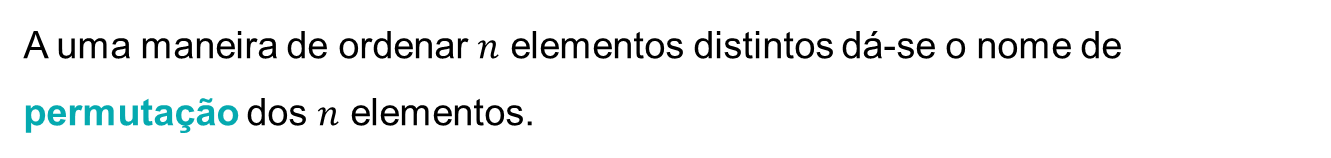 A uma maneira de ordenar n elementos distintos dá-se o nome de
permutação dos n elementos.